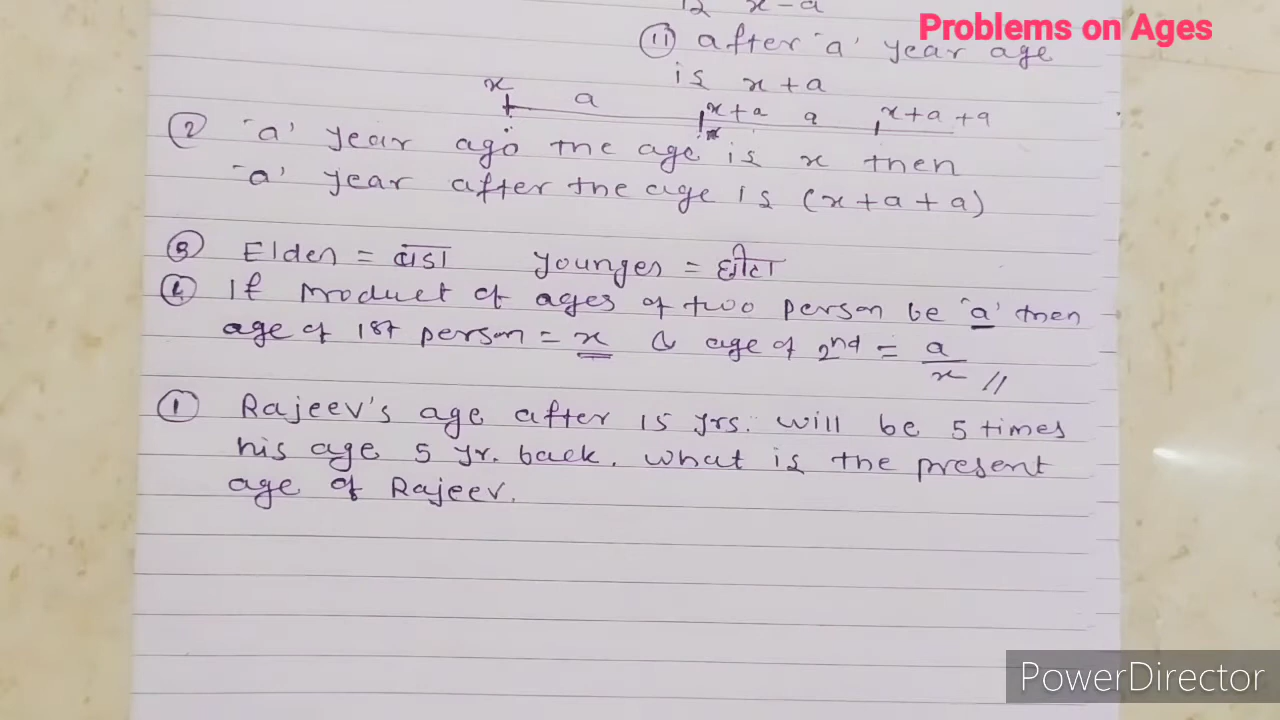 is x-a
Problems on Ages
(ii) after 'a' year age
is x+a
x a x+a a x+a+a
x
② 'a' year ago the age is x then
'a' year after the age is (x+a+a)
③ Elder = बडा younger = छोटा
④ If product of ages of two person be 'a' then
age of 1st person = x & age of 2nd = a/x //
① Rajeev's age after 15 yrs. will be 5 times
his age 5 yr. back. what is the present
age of Rajeev.
PowerDirector